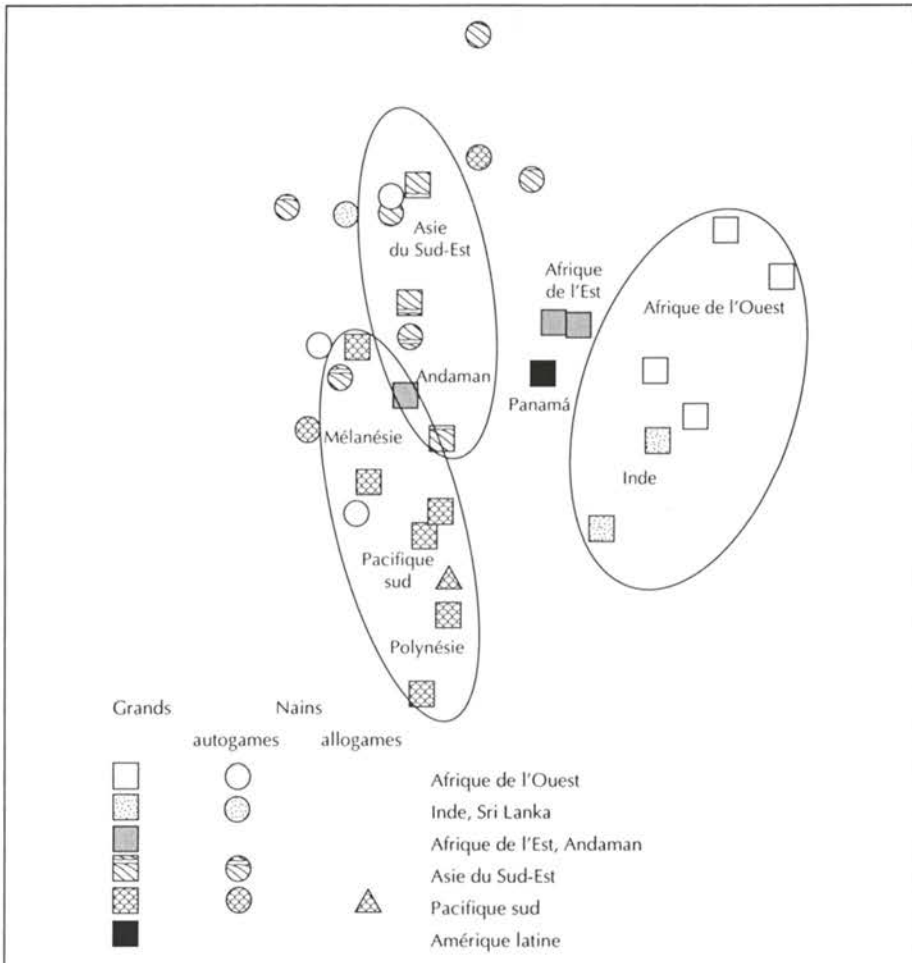 Asie
du Sud-Est
Afrique
de l'Est
Afrique de l'Ouest
Andaman
Panamá
Mélanésie
Inde
Pacifique
sud
Polynésie
Grands Nains
autogames allogames
Afrique de l'Ouest
Inde, Sri Lanka
Afrique de l'Est, Andaman
Asie du Sud-Est
Pacifique sud
Amérique latine